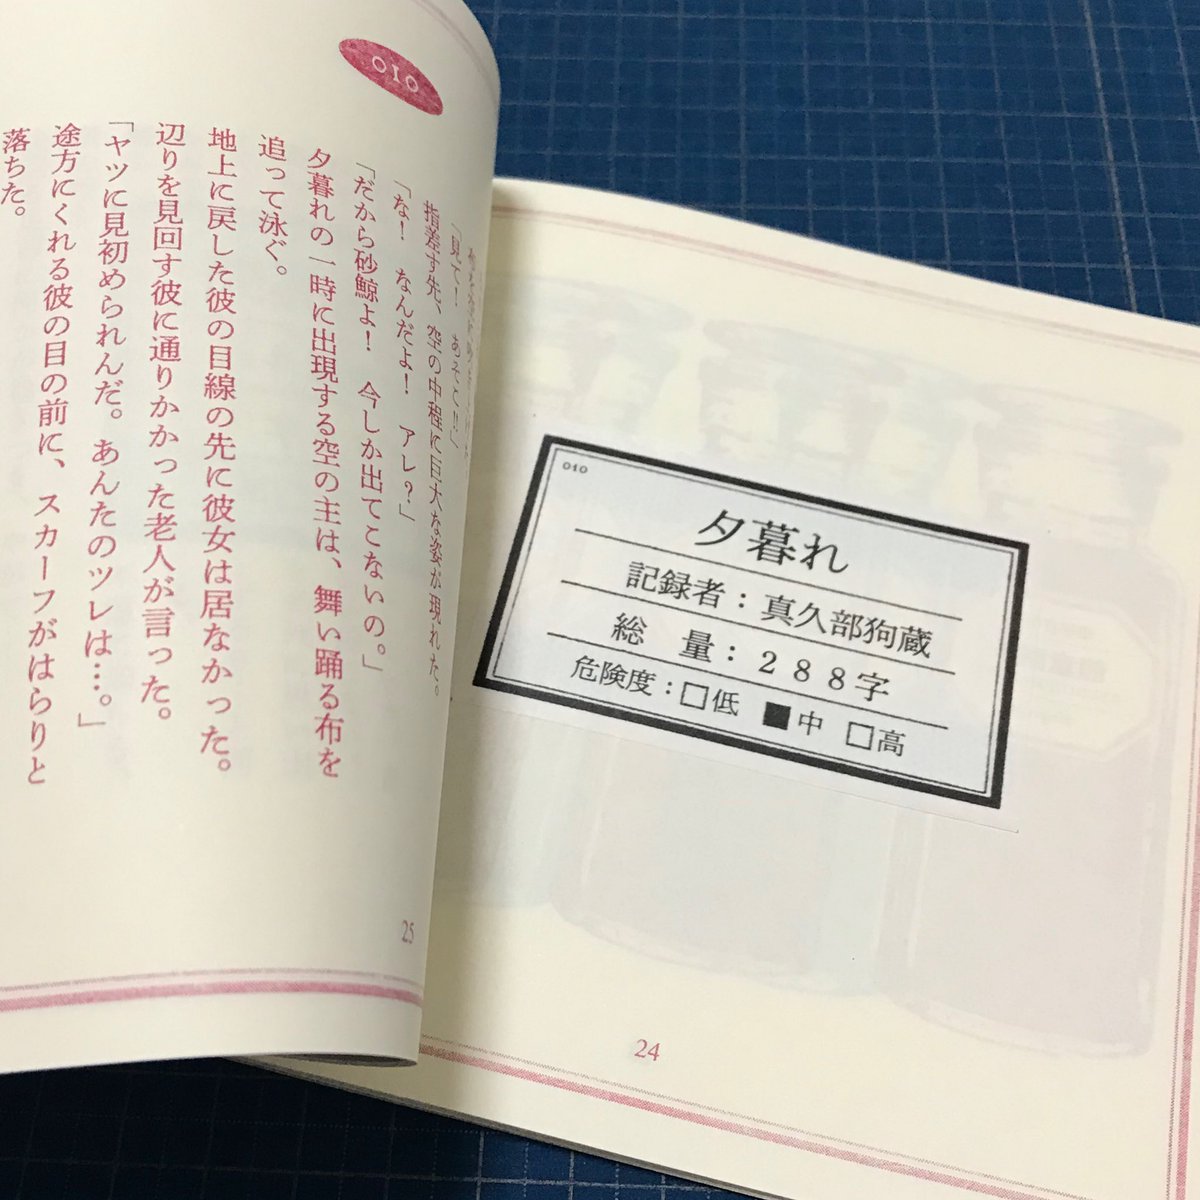 010
夕暮れ
記録者：真久部狗蔵
総　量：２８８字
危険度：□低 ■中 □高
24
010
「見て！　あそこ!!」
指差す先、空の中程に巨大な姿が現れた。
「な！　なんだよ！　アレ？」
「だから砂鯨よ！　今しか出てこないの。」
夕暮れの一時に出現する空の主は、舞い踊る布を
追って泳ぐ。
地上に戻した彼の目線の先に彼女は居なかった。
辺りを見回す彼に通りかかった老人が言った。
「ヤツに見初められんだ。あんたのツレは…。」
途方にくれる彼の目の前に、スカーフがはらりと
落ちた。
25